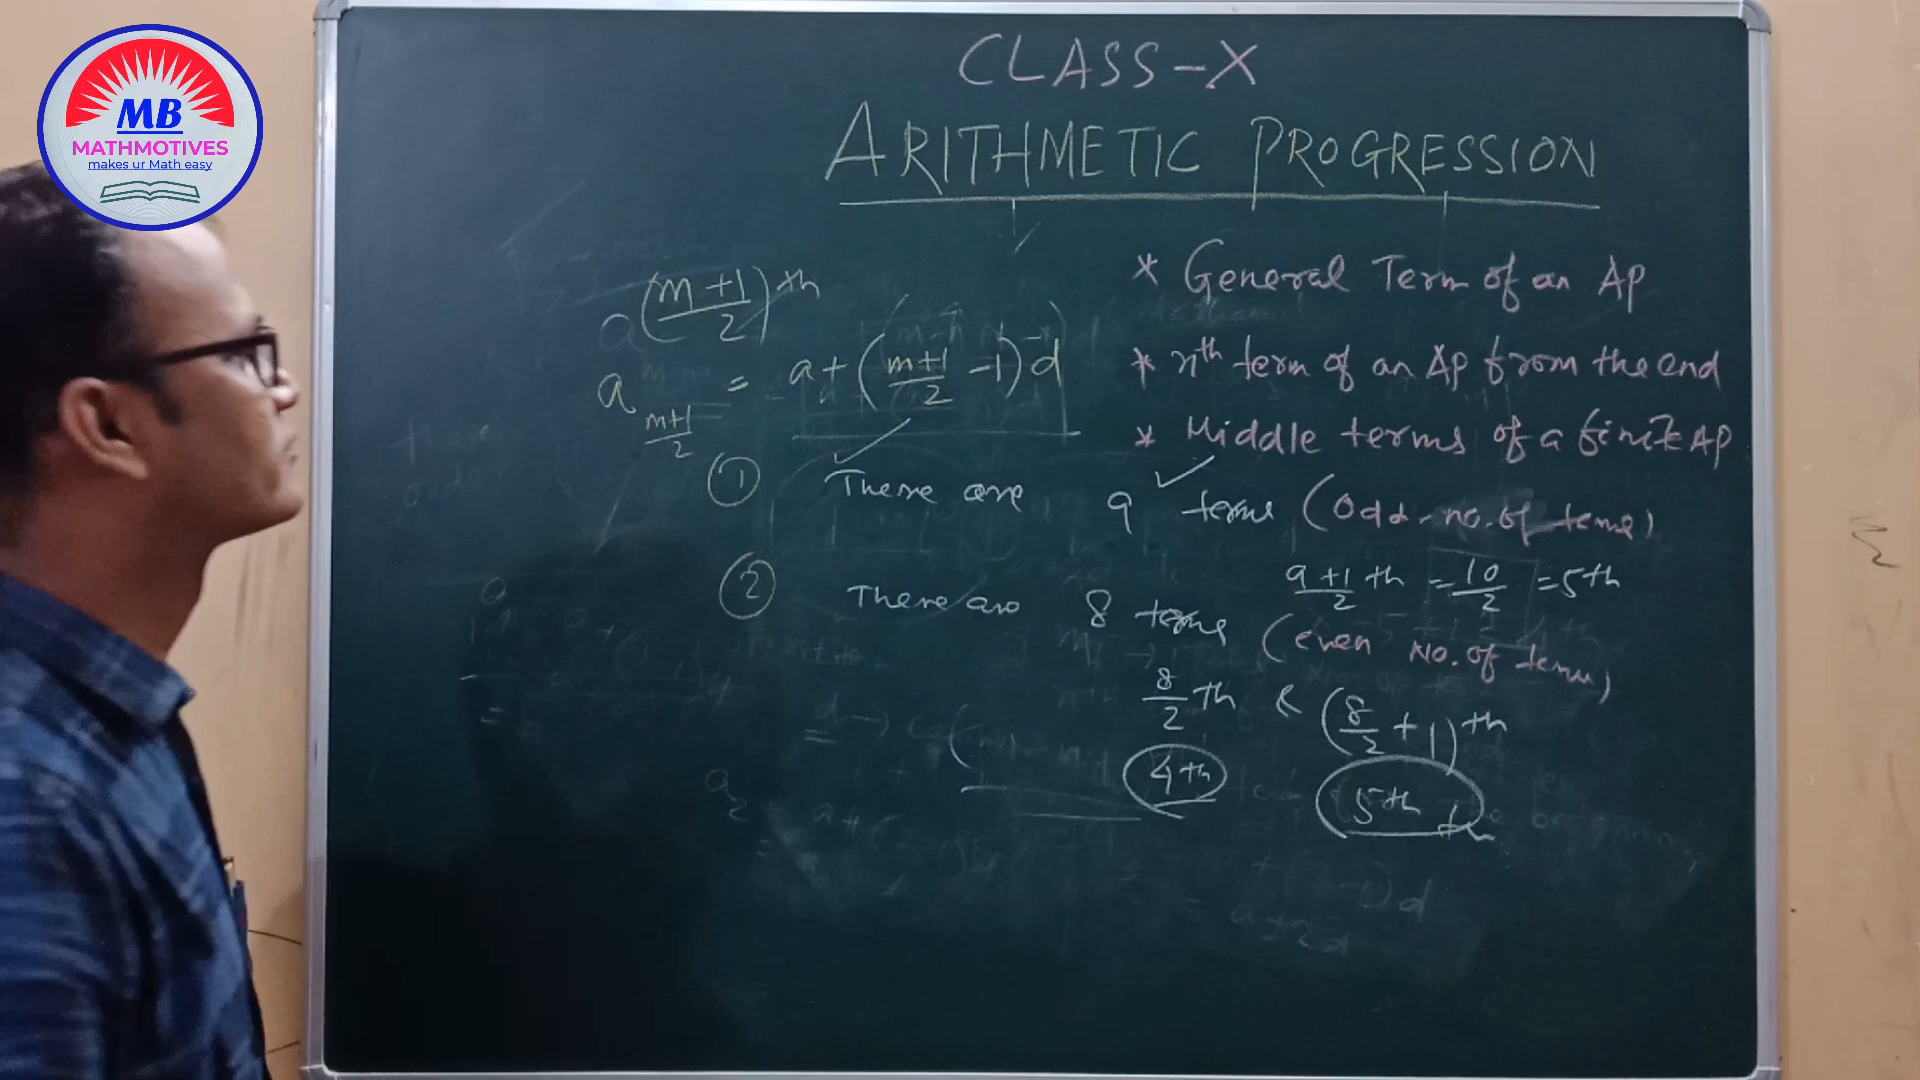 MB
MATHMOTIVES
makes ur Math easy
CLASS-X
ARITHMETIC PROGRESSION
* General Term of an AP
* nth term of an AP from the end
* Middle terms of a finite AP
a((m+1)/2)th
a(m+1)/2 = a+((m+1)/2 -1)d
① There are 9 terms (Odd. no. of terms)
(9+1)/2 th = 10/2 = 5th
② There are 8 terms (even No. of terms)
8/2 th & (8/2 + 1)th
4th 5th th